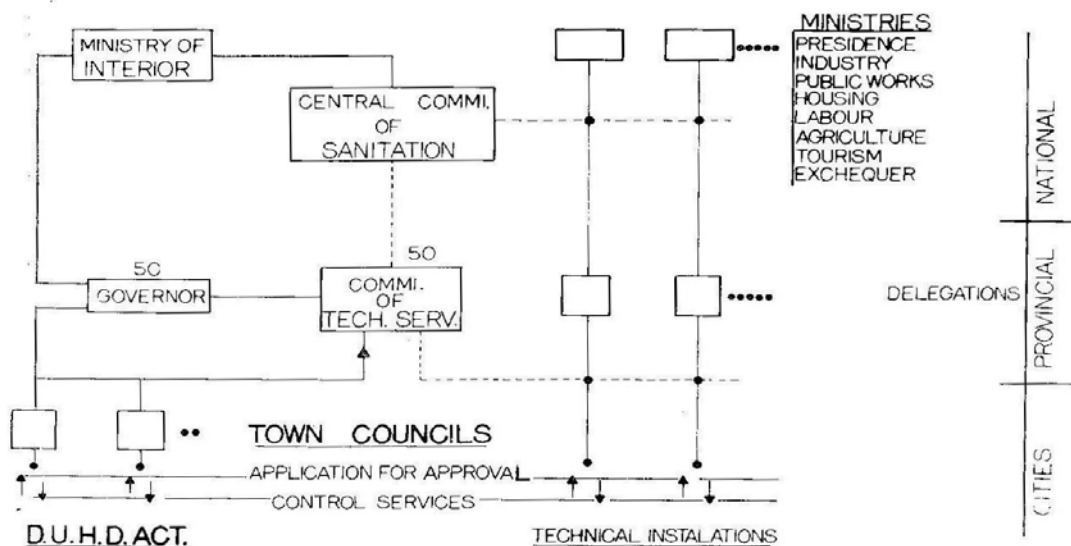 MINISTRY OF
INTERIOR
CENTRAL COMMI.
OF
SANITATION
MINISTRIES
PRESIDENCE
INDUSTRY
PUBLIC WORKS
HOUSING
LABOUR
AGRICULTURE
TOURISM
EXCHEQUER
NATIONAL
50
GOVERNOR
50
COMMI.
OF
TECH. SERV.
DELEGATIONS
PROVINCIAL
TOWN COUNCILS
APPLICATION FOR APPROVAL
CONTROL SERVICES
CITIES
D.U.H.D. ACT.
TECHNICAL INSTALATIONS